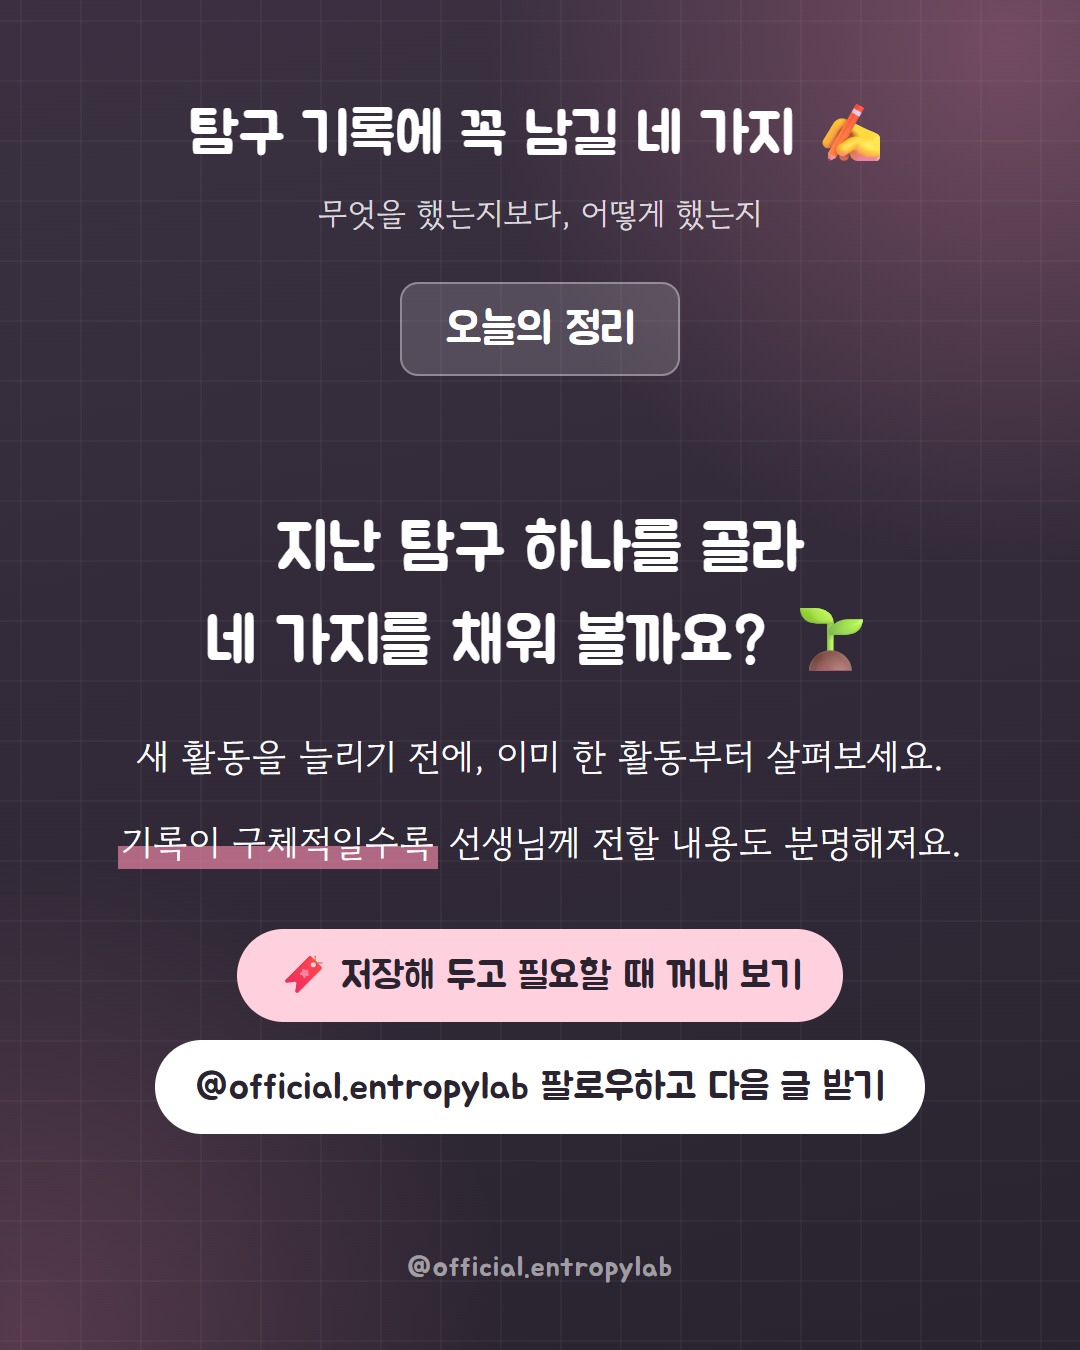 탐구 기록에 꼭 남길 네 가지 ✍️
무엇을 했는지보다, 어떻게 했는지
오늘의 정리
지난 탐구 하나를 골라
네 가지를 채워 볼까요? 🌱
새 활동을 늘리기 전에, 이미 한 활동부터 살펴보세요.
기록이 구체적일수록 선생님께 전할 내용도 분명해져요.
🔖 저장해 두고 필요할 때 꺼내 보기
@official.entropylab 팔로우하고 다음 글 받기
@official.entropylab